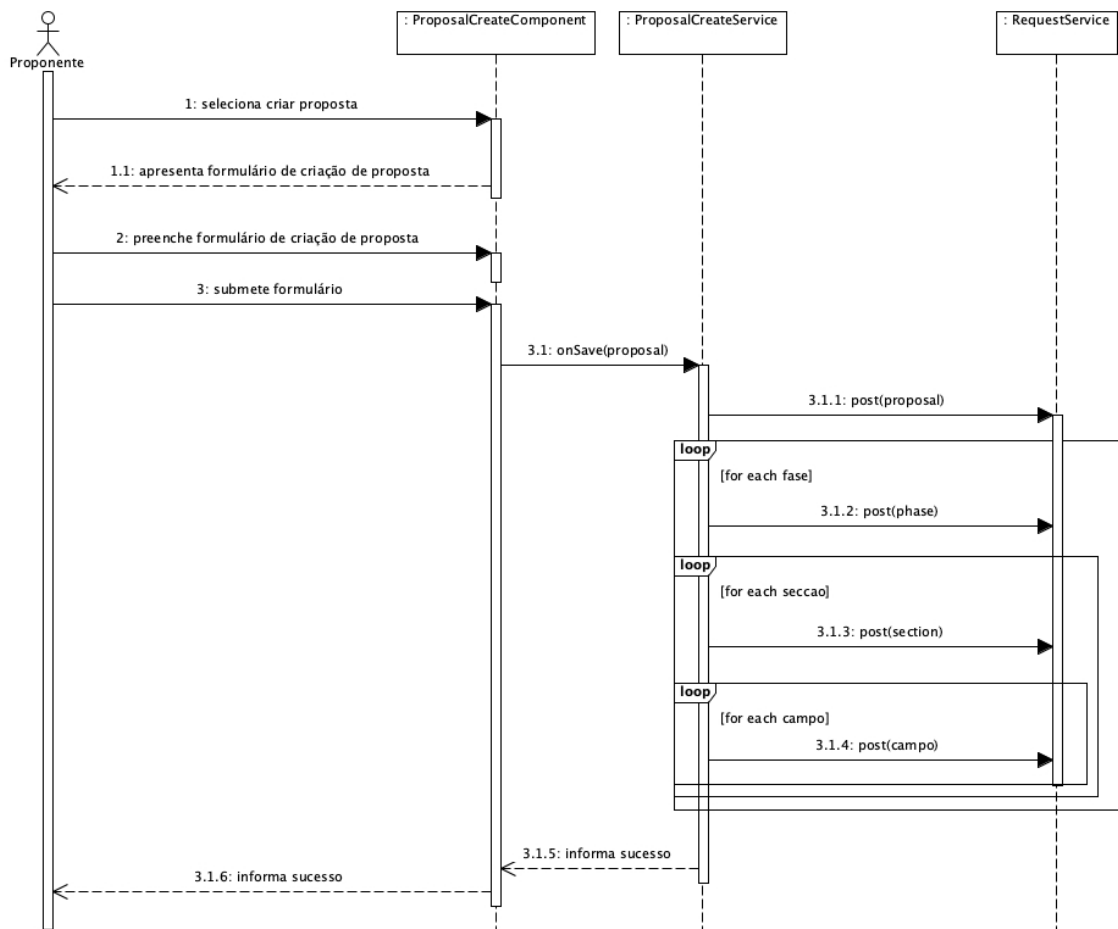 : ProposalCreateComponent
: ProposalCreateService
: RequestService
Proponente
1: seleciona criar proposta
1.1: apresenta formulário de criação de proposta
2: preenche formulário de criação de proposta
3: submete formulário
3.1: onSave(proposal)
3.1.1: post(proposal)
loop
[for each fase]
3.1.2: post(phase)
loop
[for each seccao]
3.1.3: post(section)
loop
[for each campo]
3.1.4: post(campo)
3.1.5: informa sucesso
3.1.6: informa sucesso